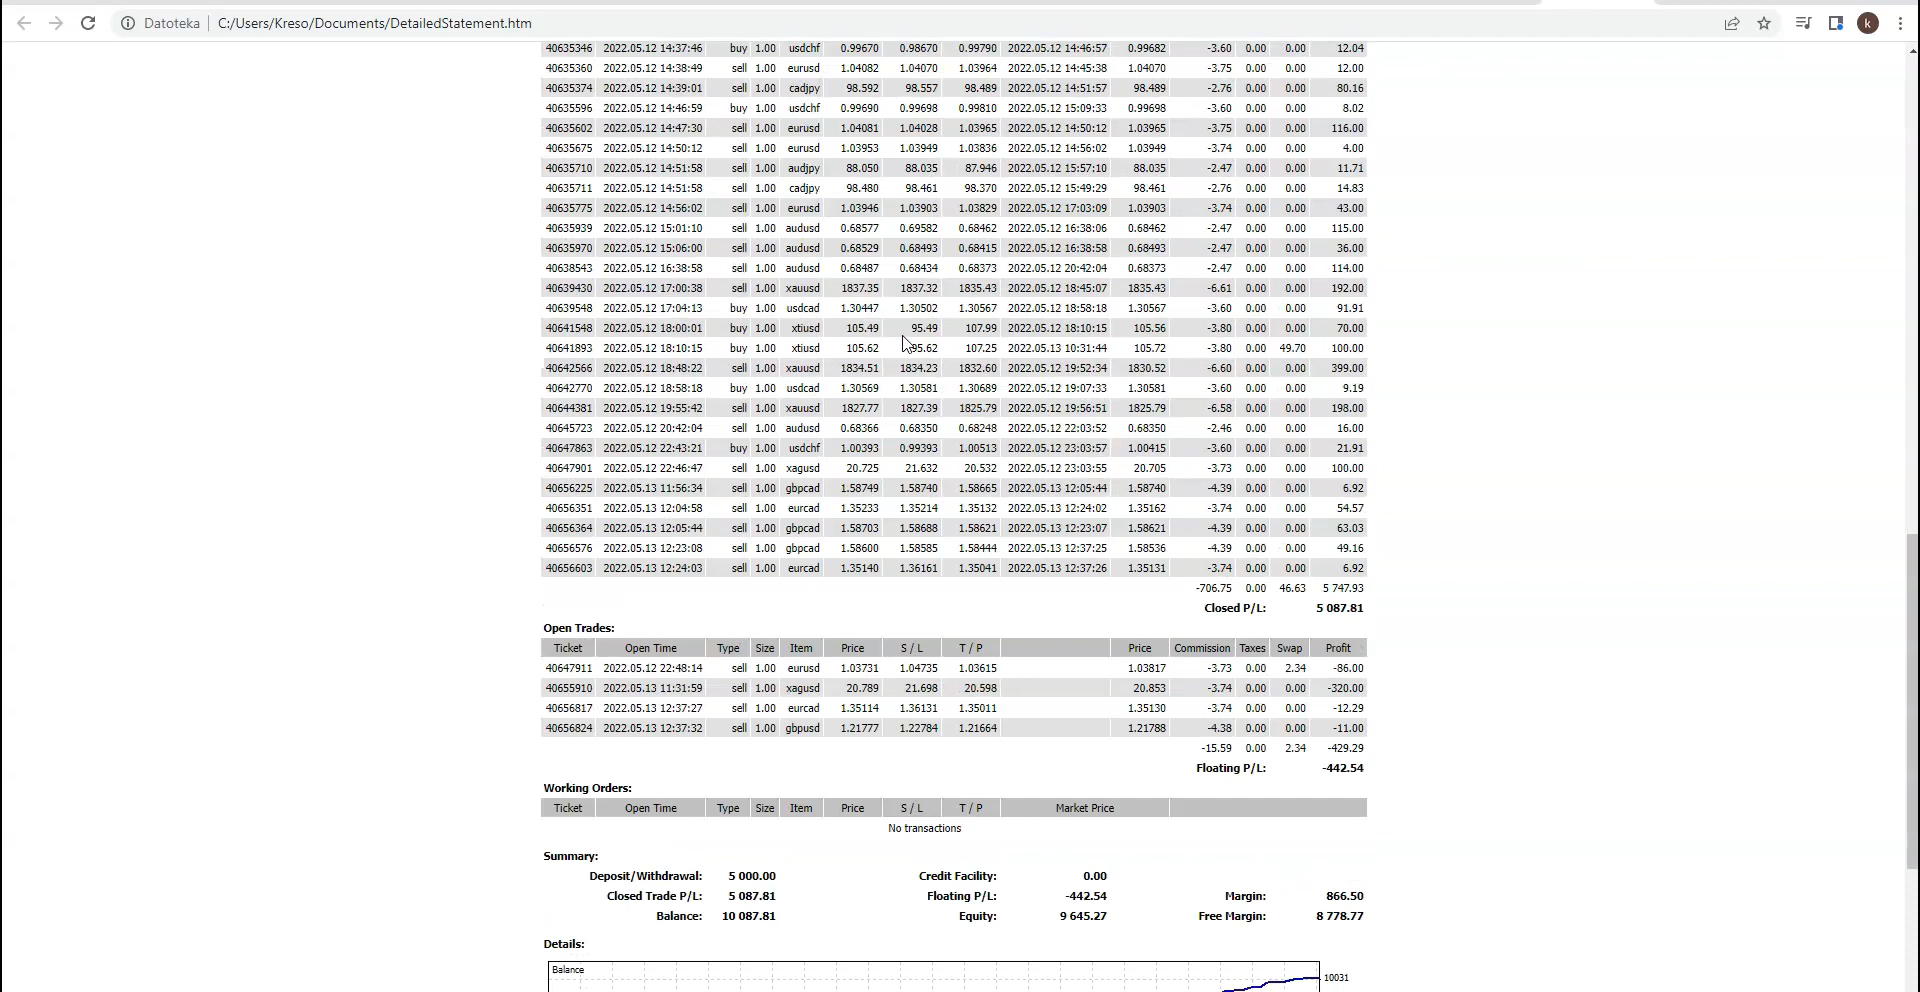 Datoteka C:/Users/Kreso/Documents/DetailedStatement.htm
k
40635346 2022.05.12 14:37:46 buy 1.00 usdchf 0.99670 0.98670 0.99790 2022.05.12 14:46:57 0.99682 -3.60 0.00 0.00 12.04
40635360 2022.05.12 14:38:49 sell 1.00 eurusd 1.04082 1.04070 1.03964 2022.05.12 14:45:38 1.04070 -3.75 0.00 0.00 12.00
40635374 2022.05.12 14:39:01 sell 1.00 cadjpy 98.592 98.557 98.489 2022.05.12 14:51:57 98.489 -2.76 0.00 0.00 80.16
40635596 2022.05.12 14:46:59 buy 1.00 usdchf 0.99690 0.99698 0.99810 2022.05.12 15:09:33 0.99698 -3.60 0.00 0.00 8.02
40635602 2022.05.12 14:47:30 sell 1.00 eurusd 1.04081 1.04028 1.03965 2022.05.12 14:50:12 1.03965 -3.75 0.00 0.00 116.00
40635675 2022.05.12 14:50:12 sell 1.00 eurusd 1.03953 1.03949 1.03836 2022.05.12 14:56:02 1.03949 -3.74 0.00 0.00 4.00
40635710 2022.05.12 14:51:58 sell 1.00 audjpy 88.050 88.035 87.946 2022.05.12 15:57:10 88.035 -2.47 0.00 0.00 11.71
40635711 2022.05.12 14:51:58 sell 1.00 cadjpy 98.480 98.461 98.370 2022.05.12 15:49:29 98.461 -2.76 0.00 0.00 14.83
40635775 2022.05.12 14:56:02 sell 1.00 eurusd 1.03946 1.03903 1.03829 2022.05.12 17:03:09 1.03903 -3.74 0.00 0.00 43.00
40635939 2022.05.12 15:01:10 sell 1.00 audusd 0.68577 0.69582 0.68462 2022.05.12 16:38:06 0.68462 -2.47 0.00 0.00 115.00
40635970 2022.05.12 15:06:00 sell 1.00 audusd 0.68529 0.68493 0.68415 2022.05.12 16:38:58 0.68493 -2.47 0.00 0.00 36.00
40638543 2022.05.12 16:38:58 sell 1.00 audusd 0.68487 0.68434 0.68373 2022.05.12 20:42:04 0.68373 -2.47 0.00 0.00 114.00
40639430 2022.05.12 17:00:38 sell 1.00 xauusd 1837.35 1837.32 1835.43 2022.05.12 18:45:07 1835.43 -6.61 0.00 0.00 192.00
40639548 2022.05.12 17:04:13 buy 1.00 usdcad 1.30447 1.30502 1.30567 2022.05.12 18:58:18 1.30567 -3.60 0.00 0.00 91.91
40641548 2022.05.12 18:00:01 buy 1.00 xtiusd 105.49 95.49 107.99 2022.05.12 18:10:15 105.56 -3.80 0.00 0.00 70.00
40641893 2022.05.12 18:10:15 buy 1.00 xtiusd 105.62 95.62 107.25 2022.05.13 10:31:44 105.72 -3.80 0.00 49.70 100.00
40642566 2022.05.12 18:48:22 sell 1.00 xauusd 1834.51 1834.23 1832.60 2022.05.12 19:52:34 1830.52 -6.60 0.00 0.00 399.00
40642770 2022.05.12 18:58:18 buy 1.00 usdcad 1.30569 1.30581 1.30689 2022.05.12 19:07:33 1.30581 -3.60 0.00 0.00 9.19
40644381 2022.05.12 19:55:42 sell 1.00 xauusd 1827.77 1827.39 1825.79 2022.05.12 19:56:51 1825.79 -6.58 0.00 0.00 198.00
40645723 2022.05.12 20:42:04 sell 1.00 audusd 0.68366 0.68350 0.68248 2022.05.12 22:03:52 0.68350 -2.46 0.00 0.00 16.00
40647863 2022.05.12 22:43:21 buy 1.00 usdchf 1.00393 0.99393 1.00513 2022.05.12 23:03:57 1.00415 -3.60 0.00 0.00 21.91
40647901 2022.05.12 22:46:47 sell 1.00 xagusd 20.725 21.632 20.532 2022.05.12 23:03:55 20.705 -3.73 0.00 0.00 100.00
40656225 2022.05.13 11:56:34 sell 1.00 gbpcad 1.58749 1.58740 1.58665 2022.05.13 12:05:44 1.58740 -4.39 0.00 0.00 6.92
40656351 2022.05.13 12:04:58 sell 1.00 eurcad 1.35233 1.35214 1.35132 2022.05.13 12:24:02 1.35162 -3.74 0.00 0.00 54.57
40656364 2022.05.13 12:05:44 sell 1.00 gbpcad 1.58703 1.58688 1.58621 2022.05.13 12:23:07 1.58621 -4.39 0.00 0.00 63.03
40656576 2022.05.13 12:23:08 sell 1.00 gbpcad 1.58600 1.58585 1.58444 2022.05.13 12:37:25 1.58536 -4.39 0.00 0.00 49.16
40656603 2022.05.13 12:24:03 sell 1.00 eurcad 1.35140 1.36161 1.35041 2022.05.13 12:37:26 1.35131 -3.74 0.00 0.00 6.92
-706.75 0.00 46.63 5 747.93
Closed P/L: 5 087.81
Open Trades:
Ticket Open Time Type Size Item Price S / L T / P Price Commission Taxes Swap Profit
40647911 2022.05.12 22:48:14 sell 1.00 eurusd 1.03731 1.04735 1.03615 1.03817 -3.73 0.00 2.34 -86.00
40655910 2022.05.13 11:31:59 sell 1.00 xagusd 20.789 21.698 20.598 20.853 -3.74 0.00 0.00 -320.00
40656817 2022.05.13 12:37:27 sell 1.00 eurcad 1.35114 1.36131 1.35011 1.35130 -3.74 0.00 0.00 -12.29
40656824 2022.05.13 12:37:32 sell 1.00 gbpusd 1.21777 1.22784 1.21664 1.21788 -4.38 0.00 0.00 -11.00
-15.59 0.00 2.34 -429.29
Floating P/L: -442.54
Working Orders:
Ticket Open Time Type Size Item Price S / L T / P Market Price
No transactions
Summary:
Deposit/Withdrawal: 5 000.00 Credit Facility: 0.00
Closed Trade P/L: 5 087.81 Floating P/L: -442.54 Margin: 866.50
Balance: 10 087.81 Equity: 9 645.27 Free Margin: 8 778.77
Details:
Balance
10031